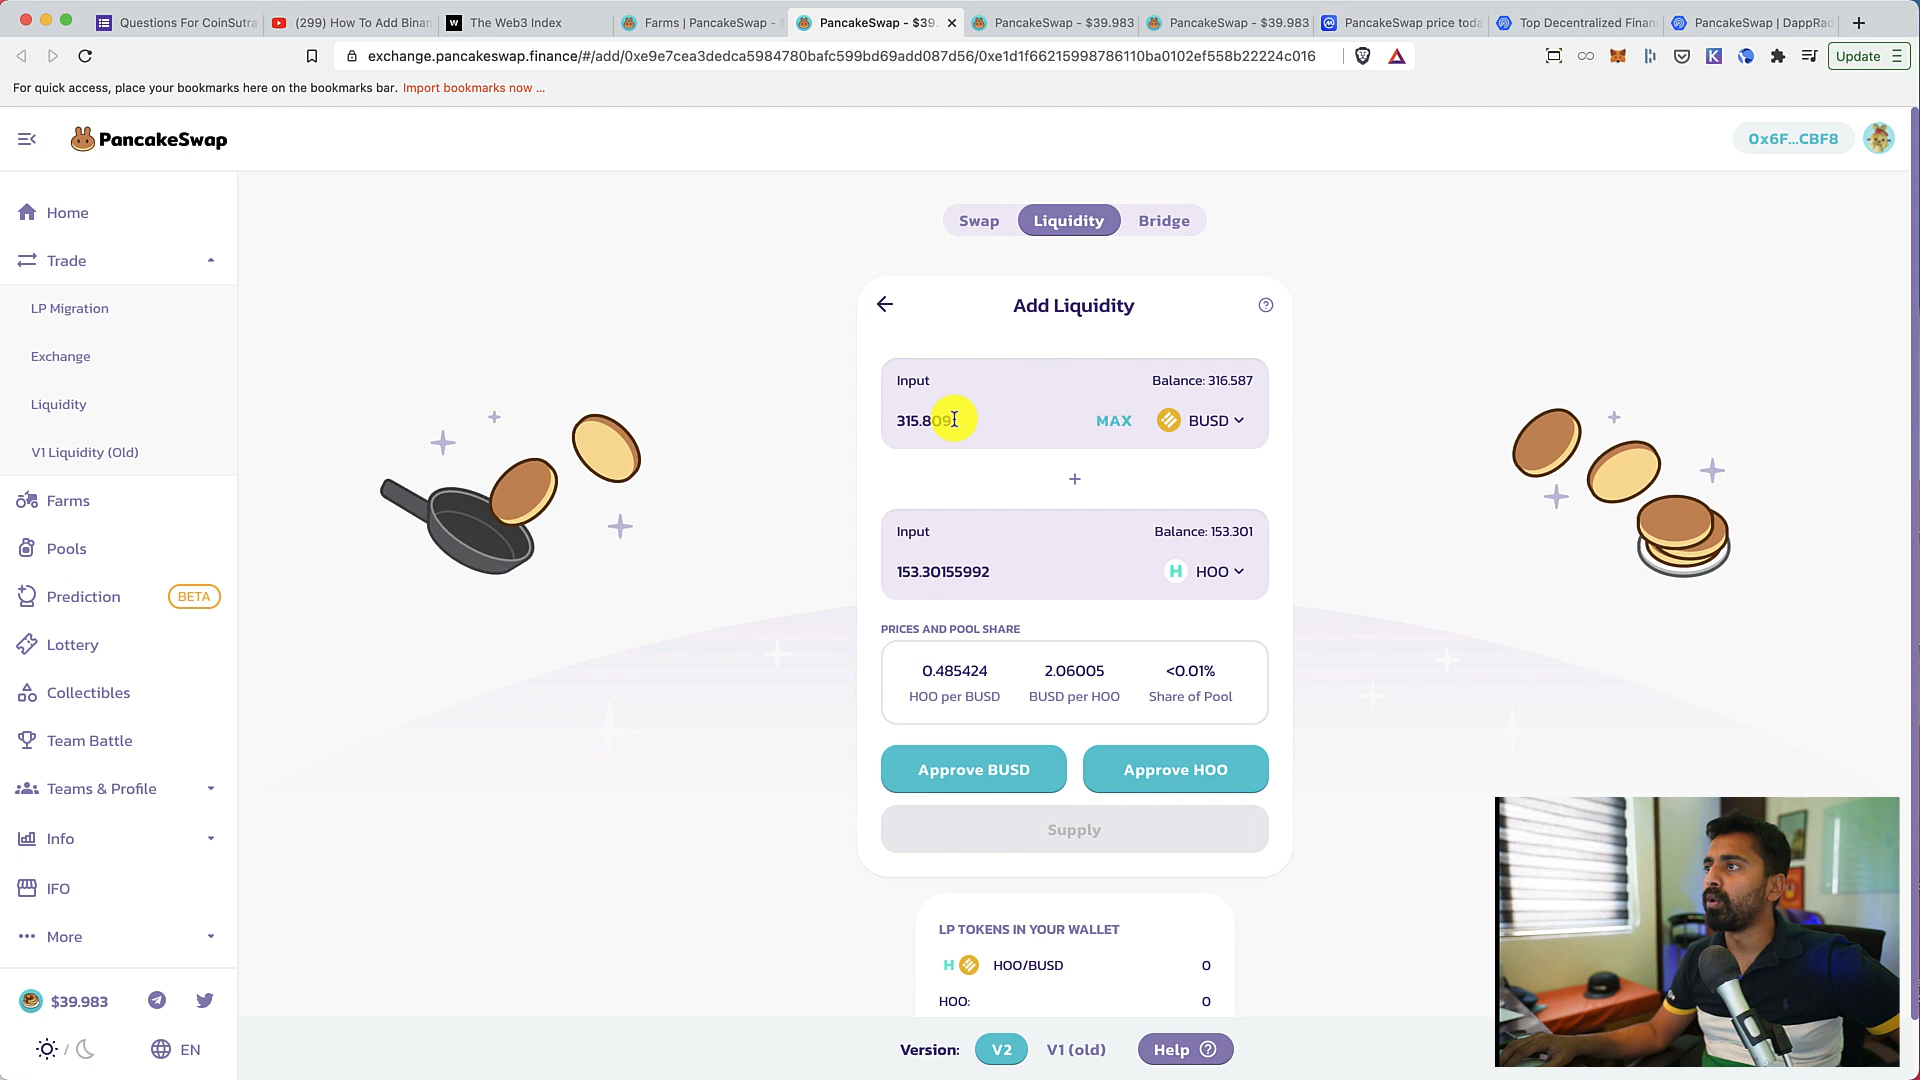 Questions For CoinSutra
(299) How To Add Binan
The Web3 Index
Farms | PancakeSwap - $
PancakeSwap - $39.
PancakeSwap - $39.983
PancakeSwap - $39.983
PancakeSwap price toda
Top Decentralized Finan
PancakeSwap | DappRad
exchange.pancakeswap.finance/#/add/0xe9e7cea3dedca5984780bafc599bd69add087d56/0xe1d1f66215998786110ba0102ef558b22224c016
Update
For quick access, place your bookmarks here on the bookmarks bar. Import bookmarks now ...
PancakeSwap
0x6F...CBF8
Home
Trade
LP Migration
Exchange
Liquidity
V1 Liquidity (Old)
Farms
Pools
Prediction BETA
Lottery
Collectibles
Team Battle
Teams & Profile
Info
IFO
More
$39.983
/ EN
Swap Liquidity Bridge
Add Liquidity
Input Balance: 316.587
315.809 MAX BUSD
+
Input Balance: 153.301
153.30155992 HOO
PRICES AND POOL SHARE
0.485424 2.06005 <0.01%
HOO per BUSD BUSD per HOO Share of Pool
Approve BUSD Approve HOO
Supply
LP TOKENS IN YOUR WALLET
HOO/BUSD 0
HOO: 0
Version: V2 V1 (old) Help